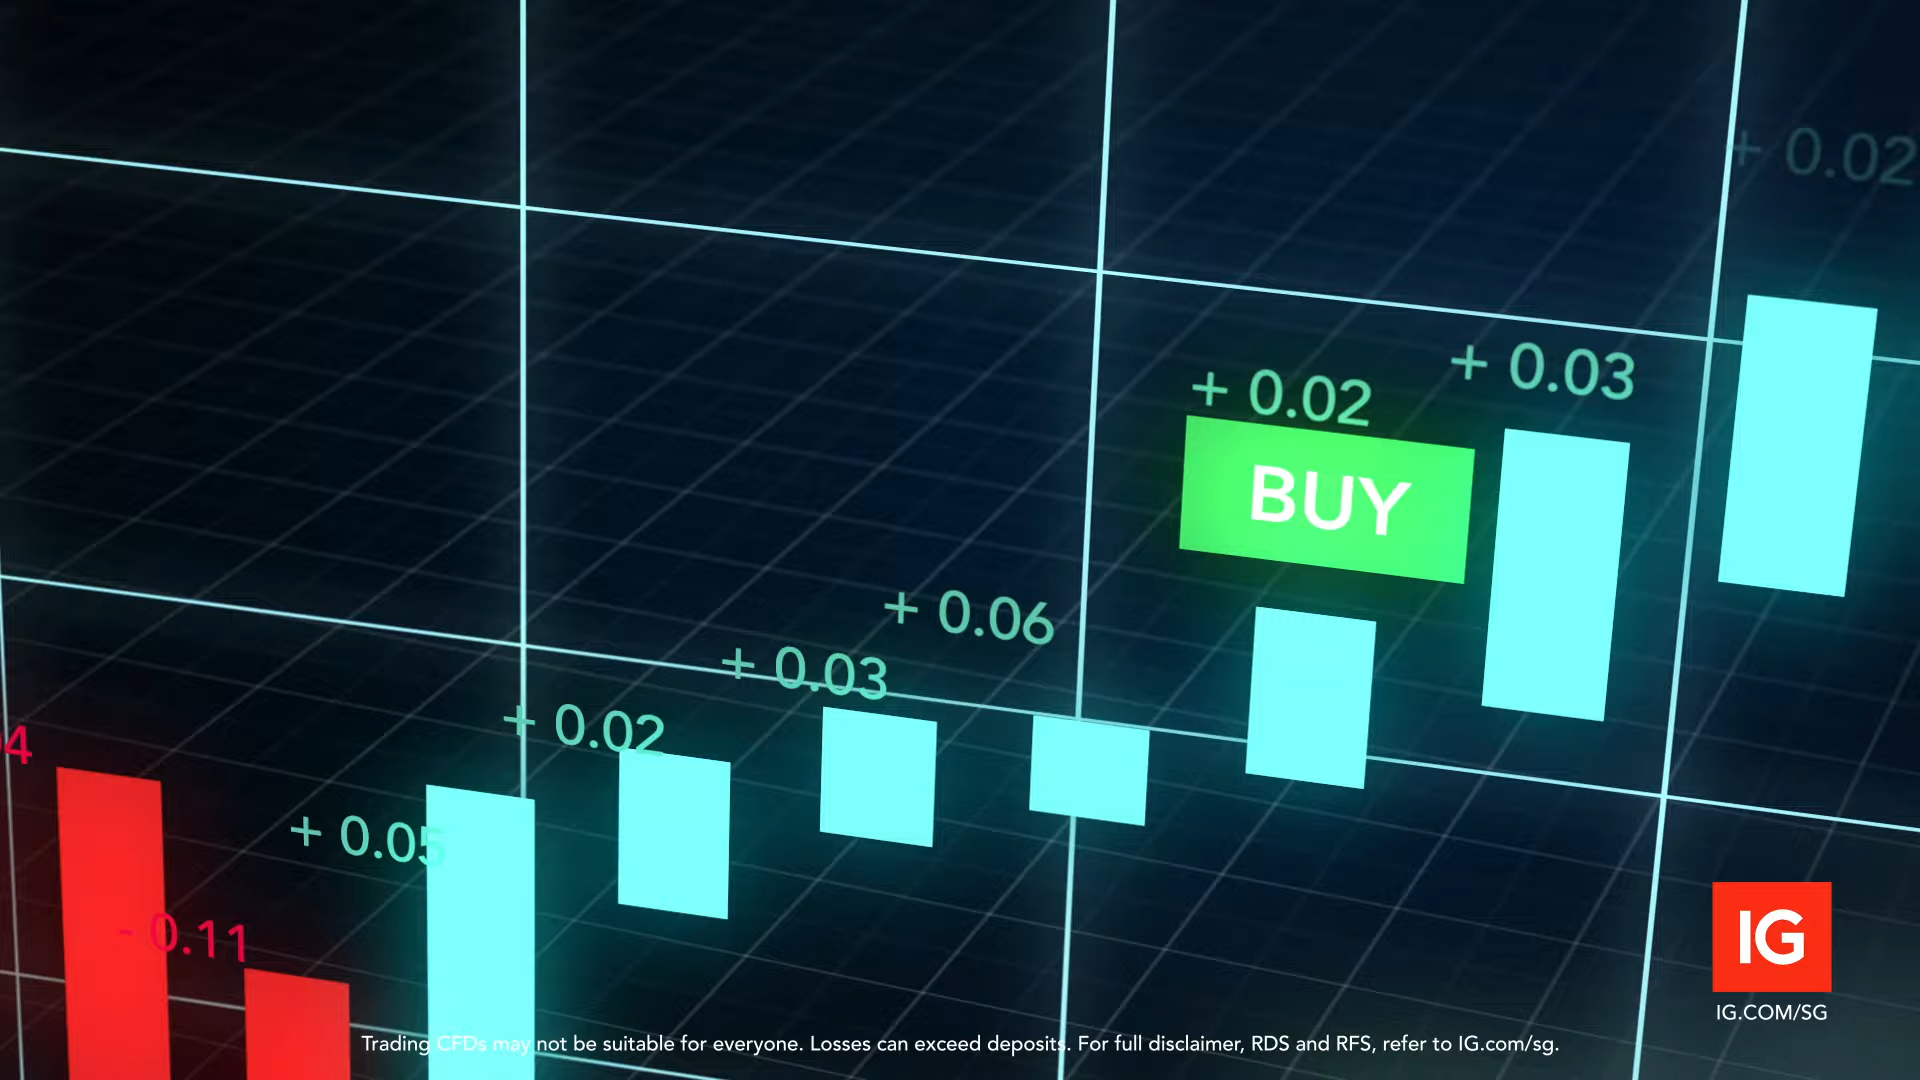 + 0.02
+ 0.03
+ 0.02
BUY
+ 0.06
+ 0.03
+ 0.02
4
+ 0.05
- 0.11
IG
IG.COM/SG
Trading CFDs may not be suitable for everyone. Losses can exceed deposits. For full disclaimer, RDS and RFS, refer to IG.com/sg.